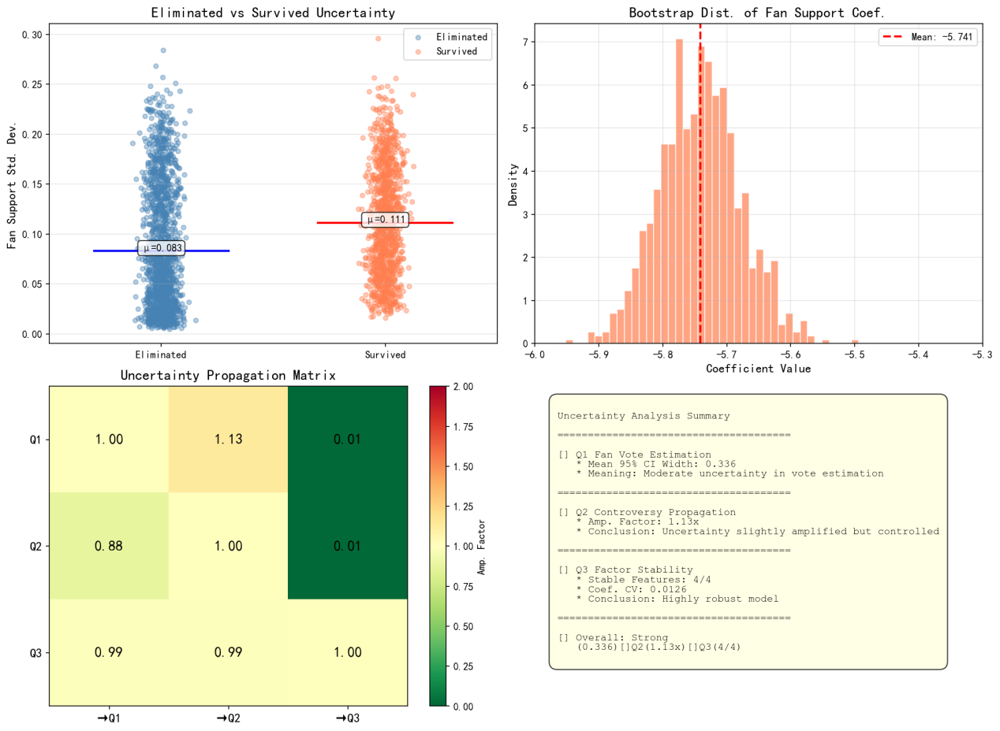 Eliminated vs Survived Uncertainty
Eliminated
Survived
Fan Support Std. Dev.
0.30
0.25
0.20
0.15
0.10
0.05
0.00
μ=0.083
μ=0.111
Eliminated
Survived
Bootstrap Dist. of Fan Support Coef.
Mean: -5.741
Density
7
6
5
4
3
2
1
0
-6.0
-5.9
-5.8
-5.7
-5.6
-5.5
-5.4
-5.3
Coefficient Value
Uncertainty Propagation Matrix
Q1
1.00
1.13
0.01
Q2
0.88
1.00
0.01
Q3
0.99
0.99
1.00
→Q1
→Q2
→Q3
2.00
1.75
1.50
1.25
1.00
0.75
0.50
0.25
0.00
Amp. Factor
Uncertainty Analysis Summary
=====================================
[] Q1 Fan Vote Estimation
* Mean 95% CI Width: 0.336
* Meaning: Moderate uncertainty in vote estimation
=====================================
[] Q2 Controversy Propagation
* Amp. Factor: 1.13x
* Conclusion: Uncertainty slightly amplified but controlled
=====================================
[] Q3 Factor Stability
* Stable Features: 4/4
* Coef. CV: 0.0126
* Conclusion: Highly robust model
=====================================
[] Overall: Strong
(0.336)[]Q2(1.13x)[]Q3(4/4)